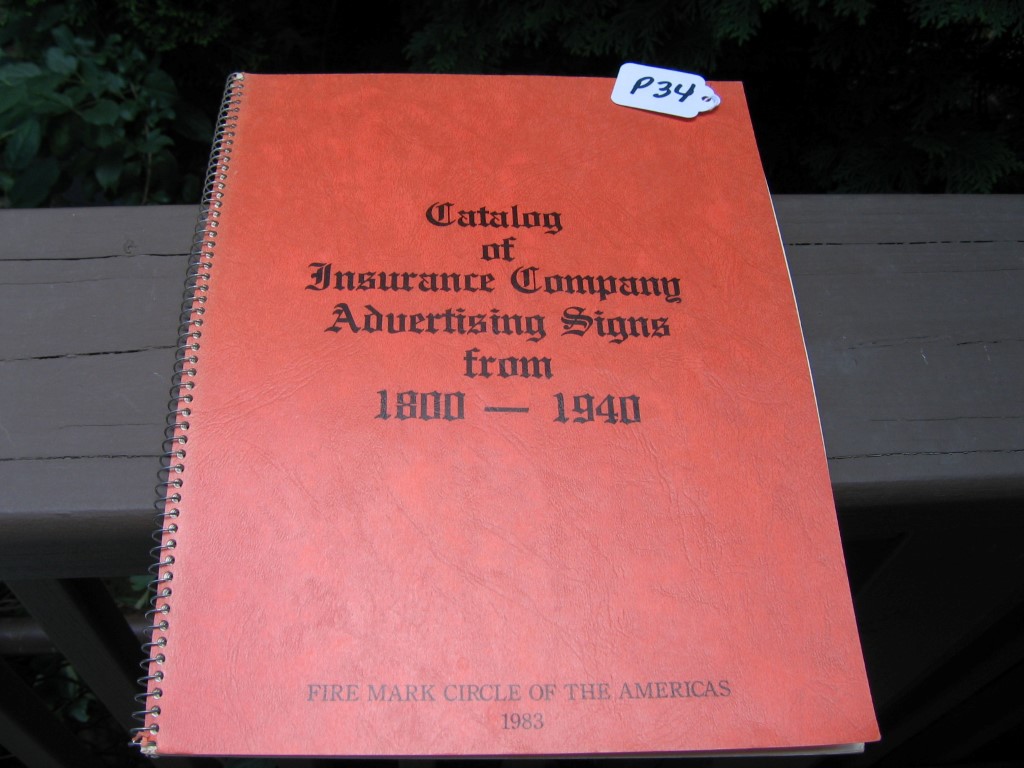 P34
Catalog
of
Insurance Company
Advertising Signs
from
1800 — 1940
FIRE MARK CIRCLE OF THE AMERICAS
1983